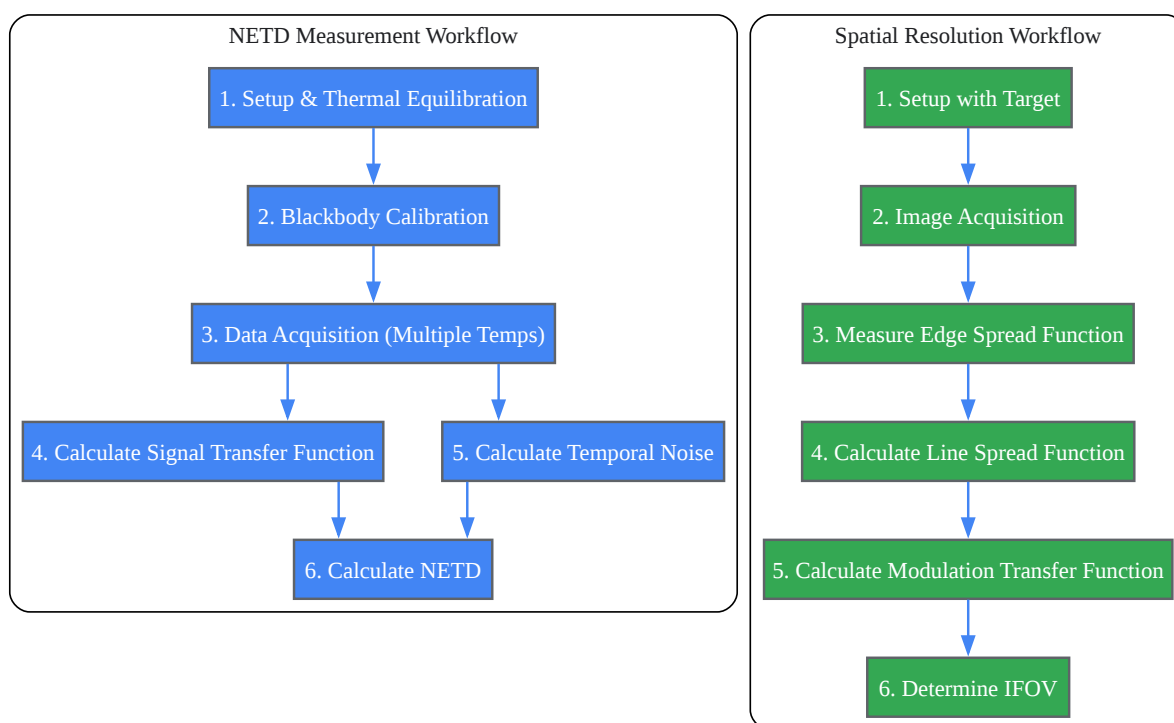 NETD Measurement Workflow
1. Setup & Thermal Equilibration
2. Blackbody Calibration
3. Data Acquisition (Multiple Temps)
4. Calculate Signal Transfer Function
5. Calculate Temporal Noise
6. Calculate NETD
Spatial Resolution Workflow
1. Setup with Target
2. Image Acquisition
3. Measure Edge Spread Function
4. Calculate Line Spread Function
5. Calculate Modulation Transfer Function
6. Determine IFOV